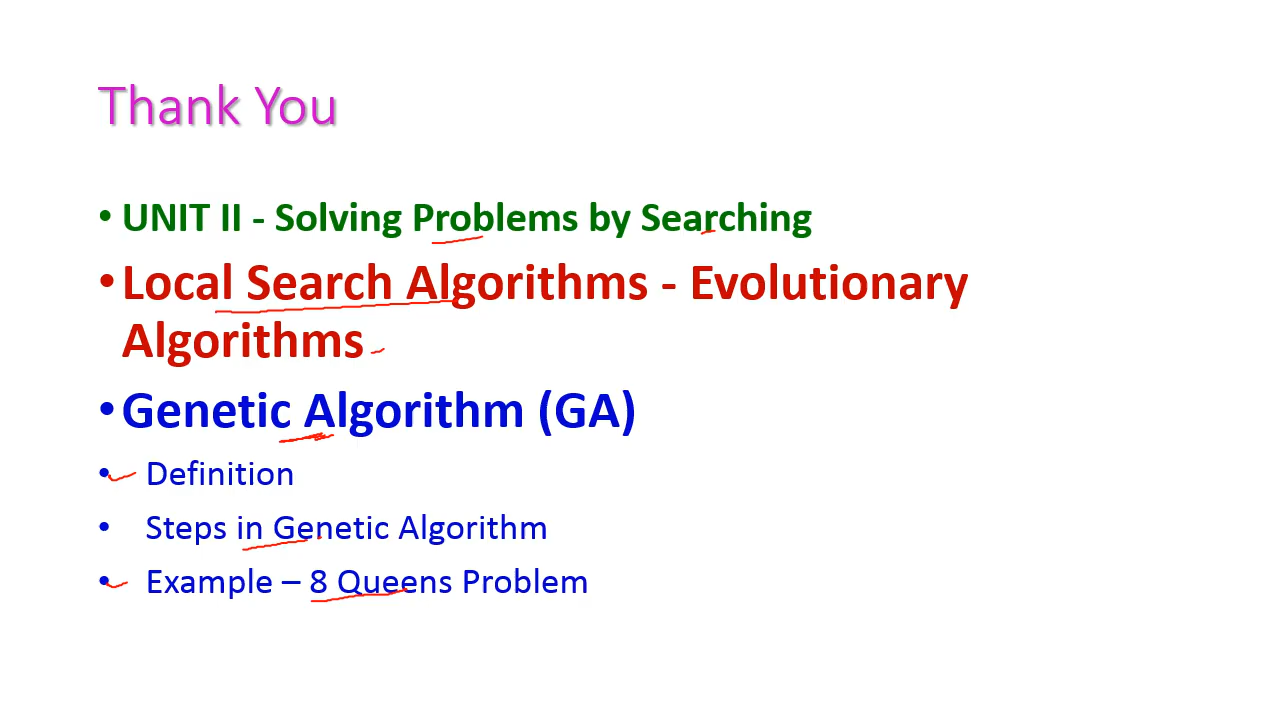 Thank You
• UNIT II - Solving Problems by Searching
• Local Search Algorithms - Evolutionary
Algorithms
• Genetic Algorithm (GA)
• Definition
• Steps in Genetic Algorithm
• Example – 8 Queens Problem